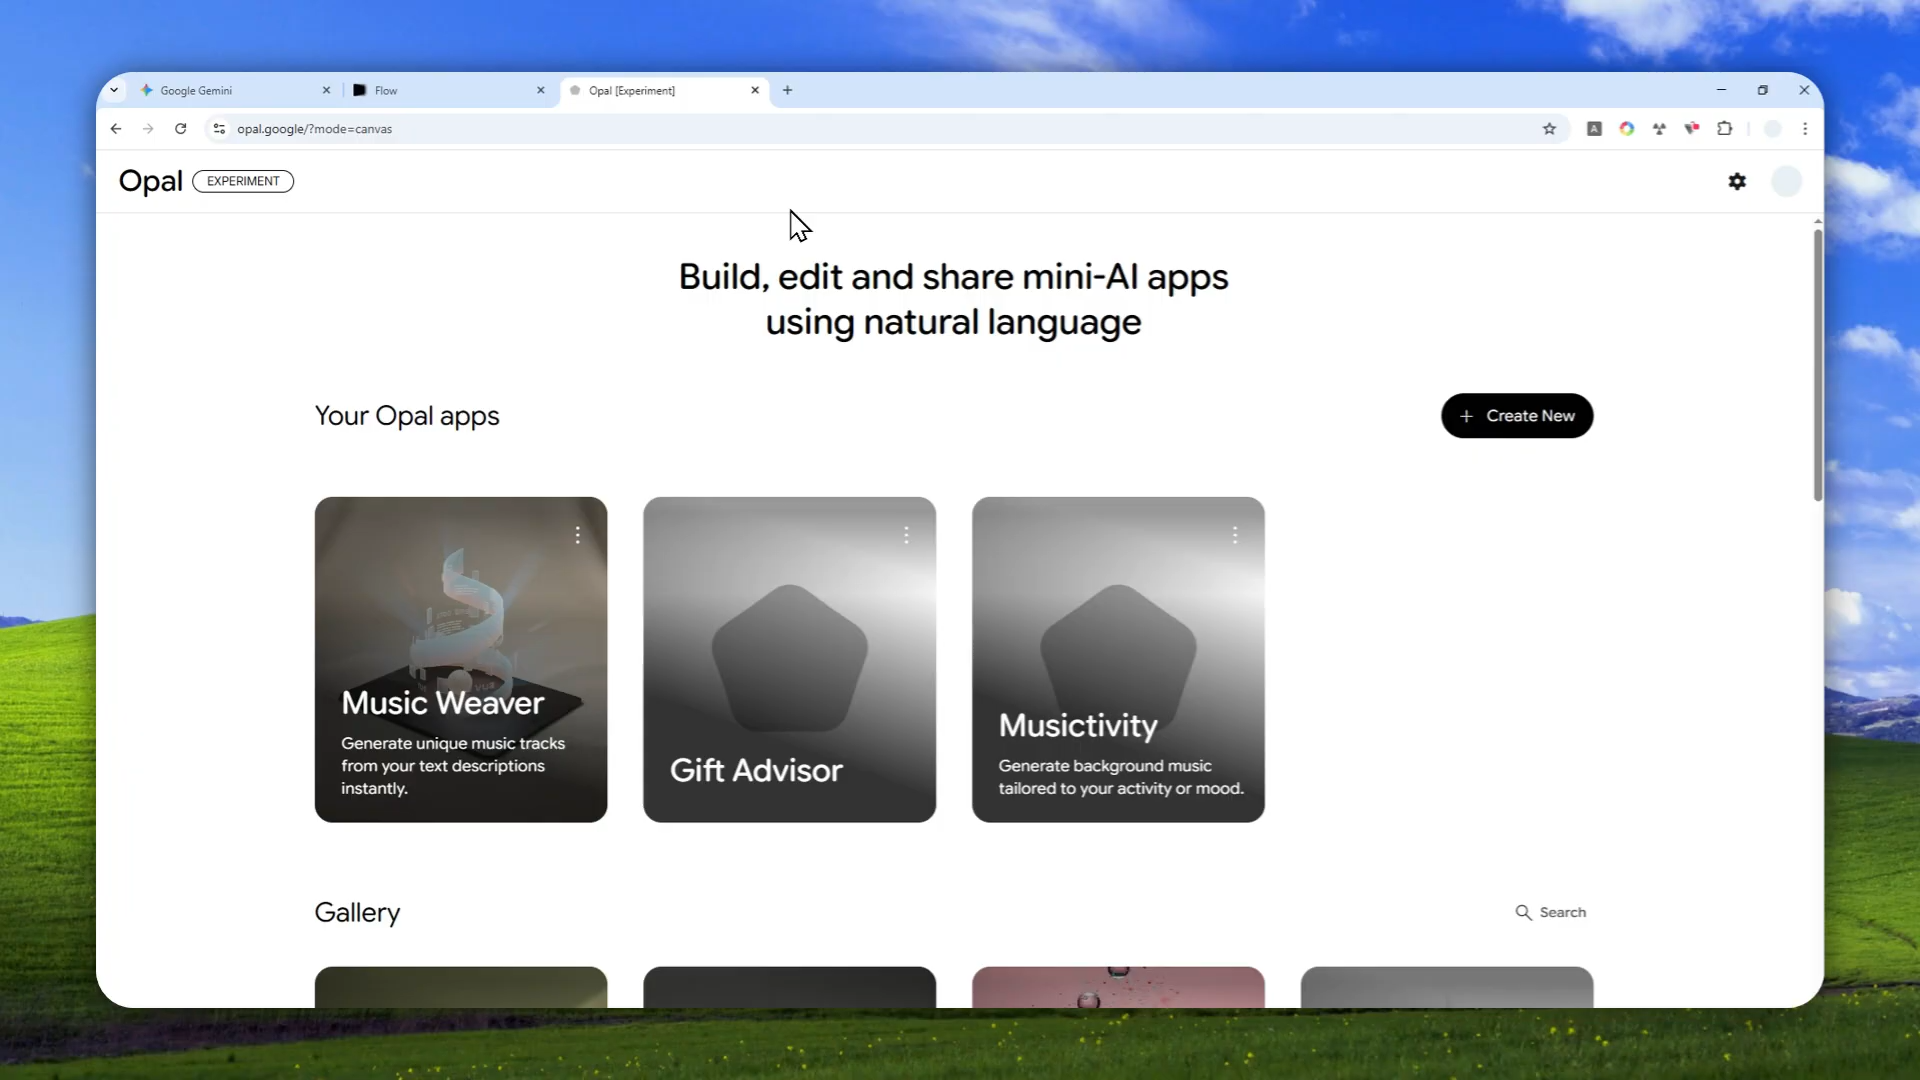 Google Gemini
Flow
Opal [Experiment]
opal.google/?mode=canvas
A
Opal
EXPERIMENT
Build, edit and share mini-AI apps
using natural language
Your Opal apps
+ Create New
Music Weaver
Generate unique music tracks
from your text descriptions
instantly.
Gift Advisor
Musictivity
Generate background music
tailored to your activity or mood.
Gallery
Search